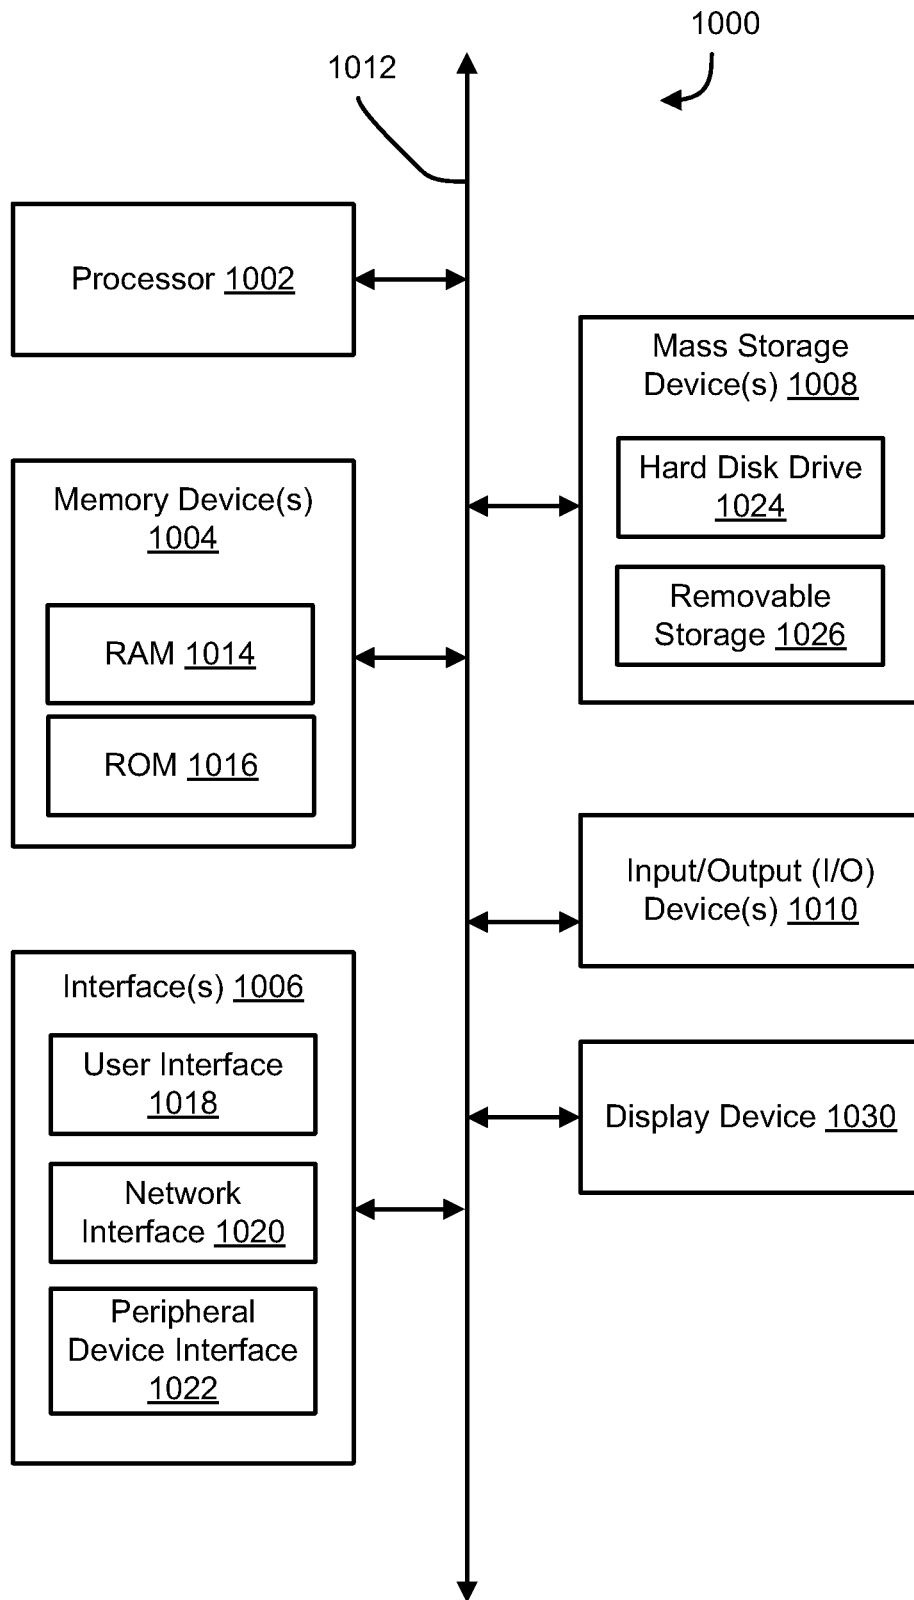 1000
1012
Processor 1002
Mass Storage
Device(s) 1008
Hard Disk Drive
1024
Removable
Storage 1026
Memory Device(s)
1004
RAM 1014
ROM 1016
Input/Output (I/O)
Device(s) 1010
Interface(s) 1006
User Interface
1018
Network
Interface 1020
Peripheral
Device Interface
1022
Display Device 1030